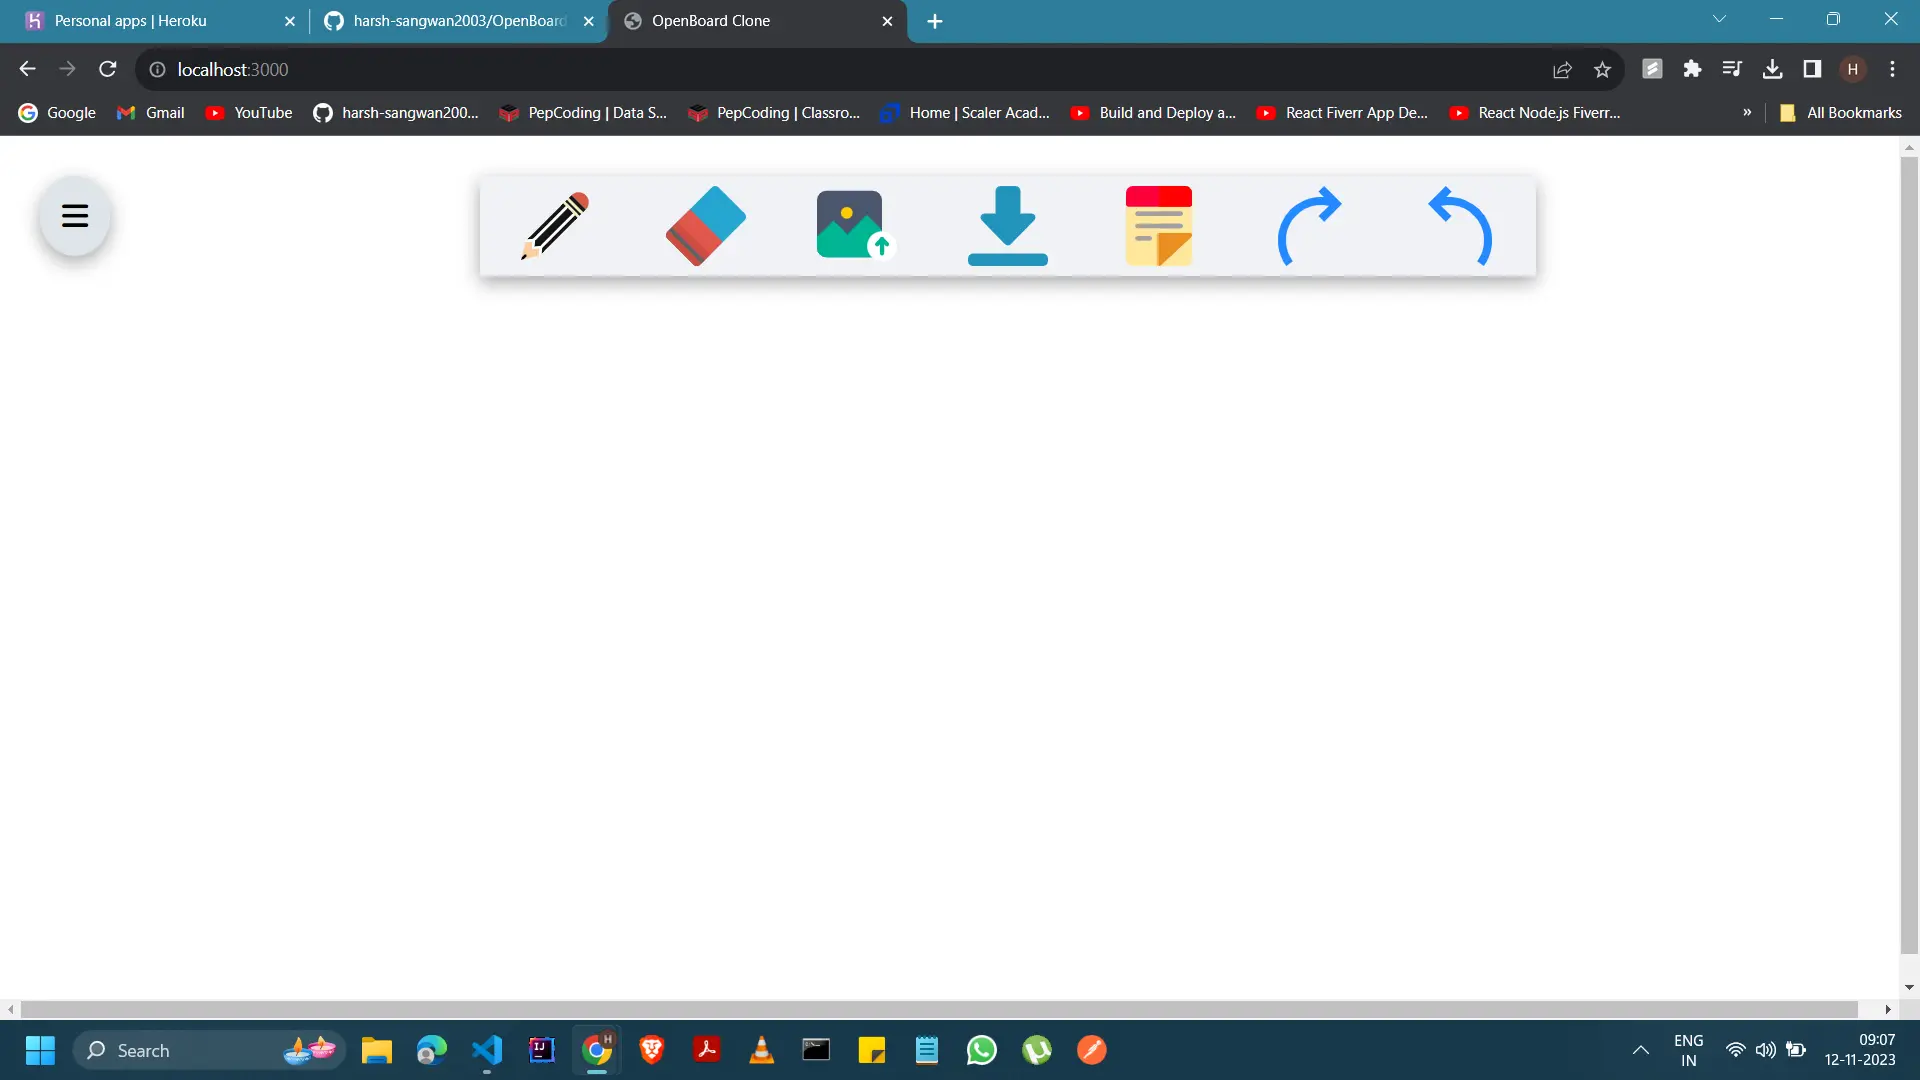 Personal apps | Heroku
harsh-sangwan2003/OpenBoard
OpenBoard Clone
localhost:3000
H
Google
Gmail
YouTube
harsh-sangwan200...
PepCoding | Data S...
PepCoding | Classro...
Home | Scaler Acad...
Build and Deploy a...
React Fiverr App De...
React Node.js Fiverr...
»
All Bookmarks
Search
IJ
H
ENG
IN
09:07
12-11-2023